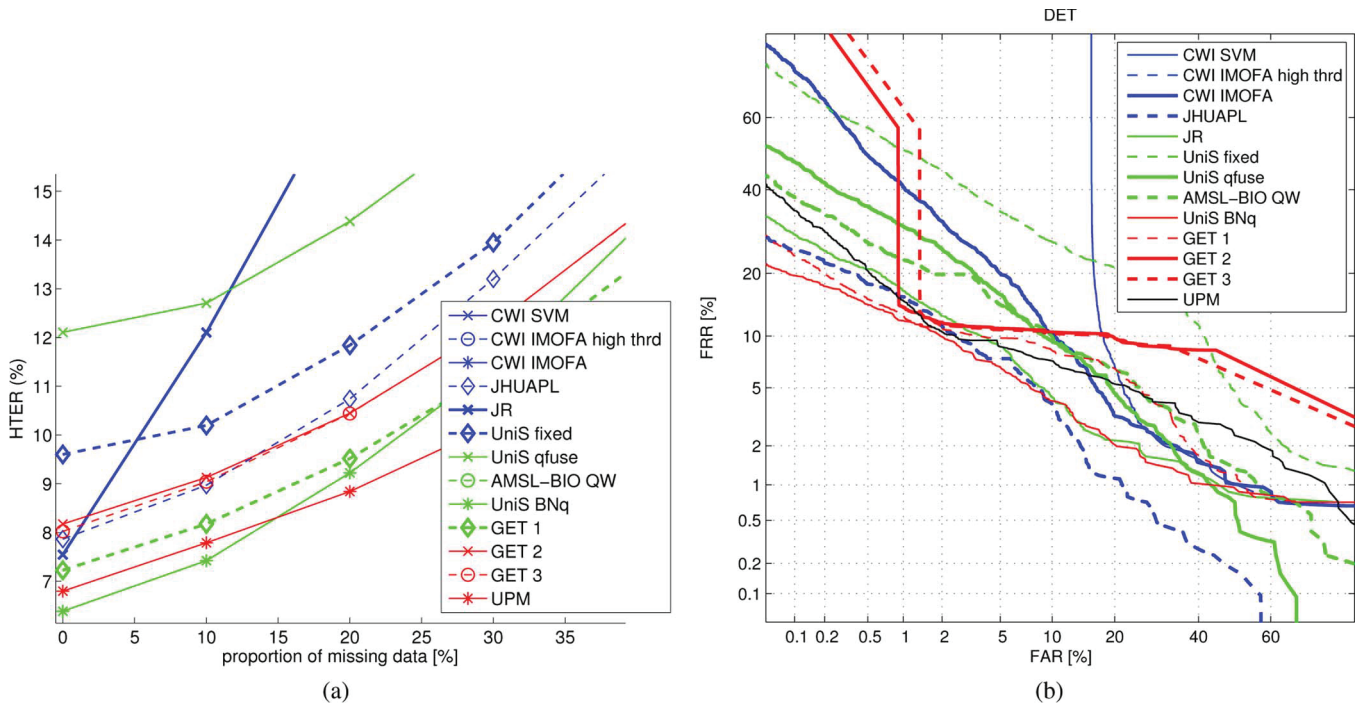 15
14
13
12
11
10
9
8
7
HTER (%)
0
5
10
15
20
25
30
35
proportion of missing data [%]
CWI SVM
CWI IMOFA high thrd
CWI IMOFA
JHUAPL
JR
UniS fixed
UniS qfuse
AMSL-BIO QW
UniS BNq
GET 1
GET 2
GET 3
UPM
(a)
DET
60
40
20
10
5
2
1
0.5
0.2
0.1
FRR [%]
0.1
0.2
0.5
1
2
5
10
20
40
60
FAR [%]
CWI SVM
CWI IMOFA high thrd
CWI IMOFA
JHUAPL
JR
UniS fixed
UniS qfuse
AMSL-BIO QW
UniS BNq
GET 1
GET 2
GET 3
UPM
(b)